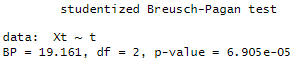 studentized Breusch-Pagan test
data:  Xt ~ t
BP = 19.161, df = 2, p-value = 6.905e-05